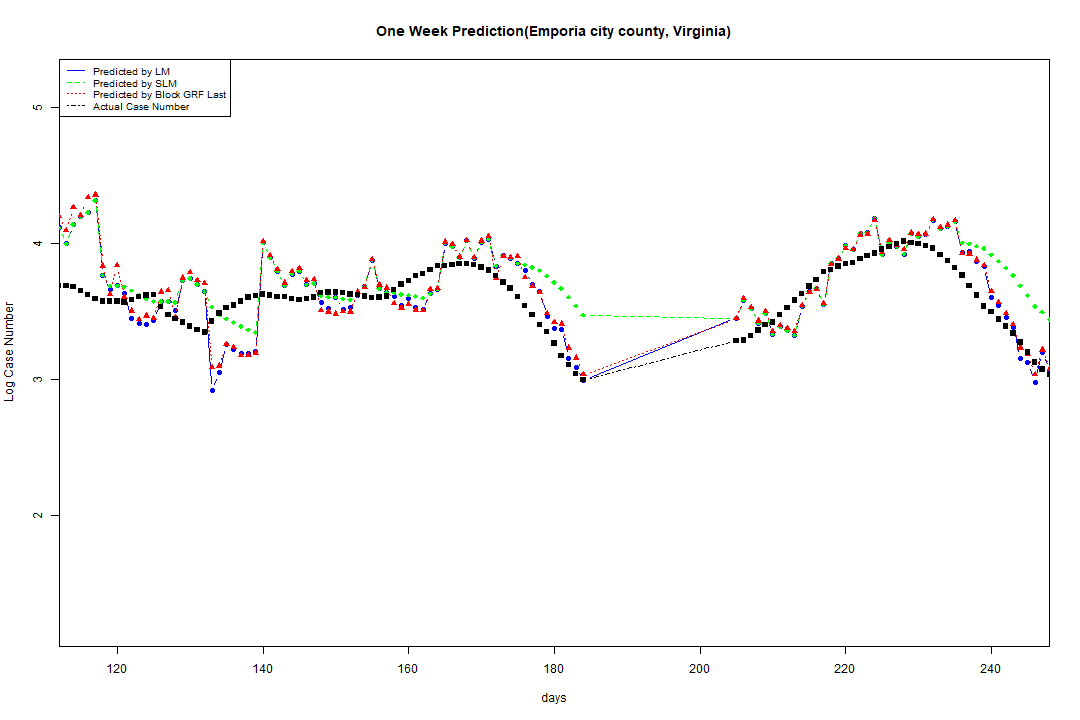 One Week Prediction(Emporia city county, Virginia)
Predicted by LM
Predicted by SLM
Predicted by Block GRF Last
Actual Case Number
5
4
3
2
Log Case Number
120 140 160 180 200 220 240
days